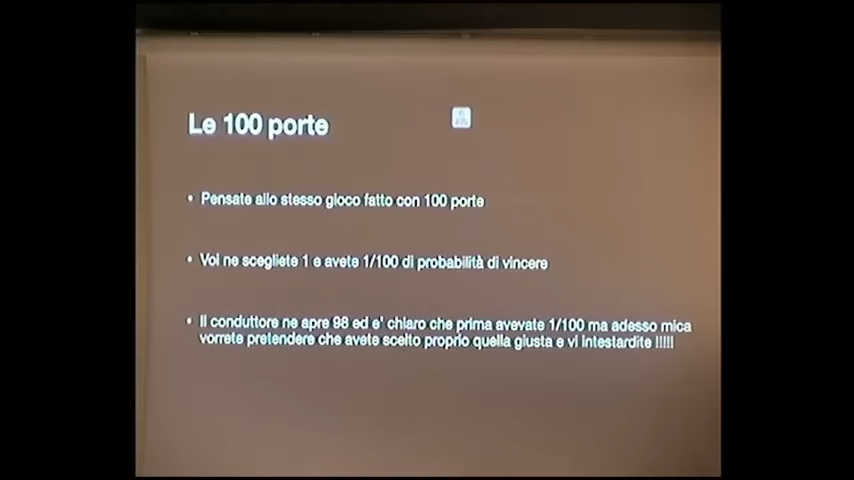 Le 100 porte
• Pensate allo stesso gioco fatto con 100 porte
• Voi ne scegliete 1 e avete 1/100 di probabilità di vincere
• Il conduttore ne apre 98 ed e' chiaro che prima avevate 1/100 ma adesso mica
vorrete pretendere che avete scelto proprio quella giusta e vi intestardite !!!!!